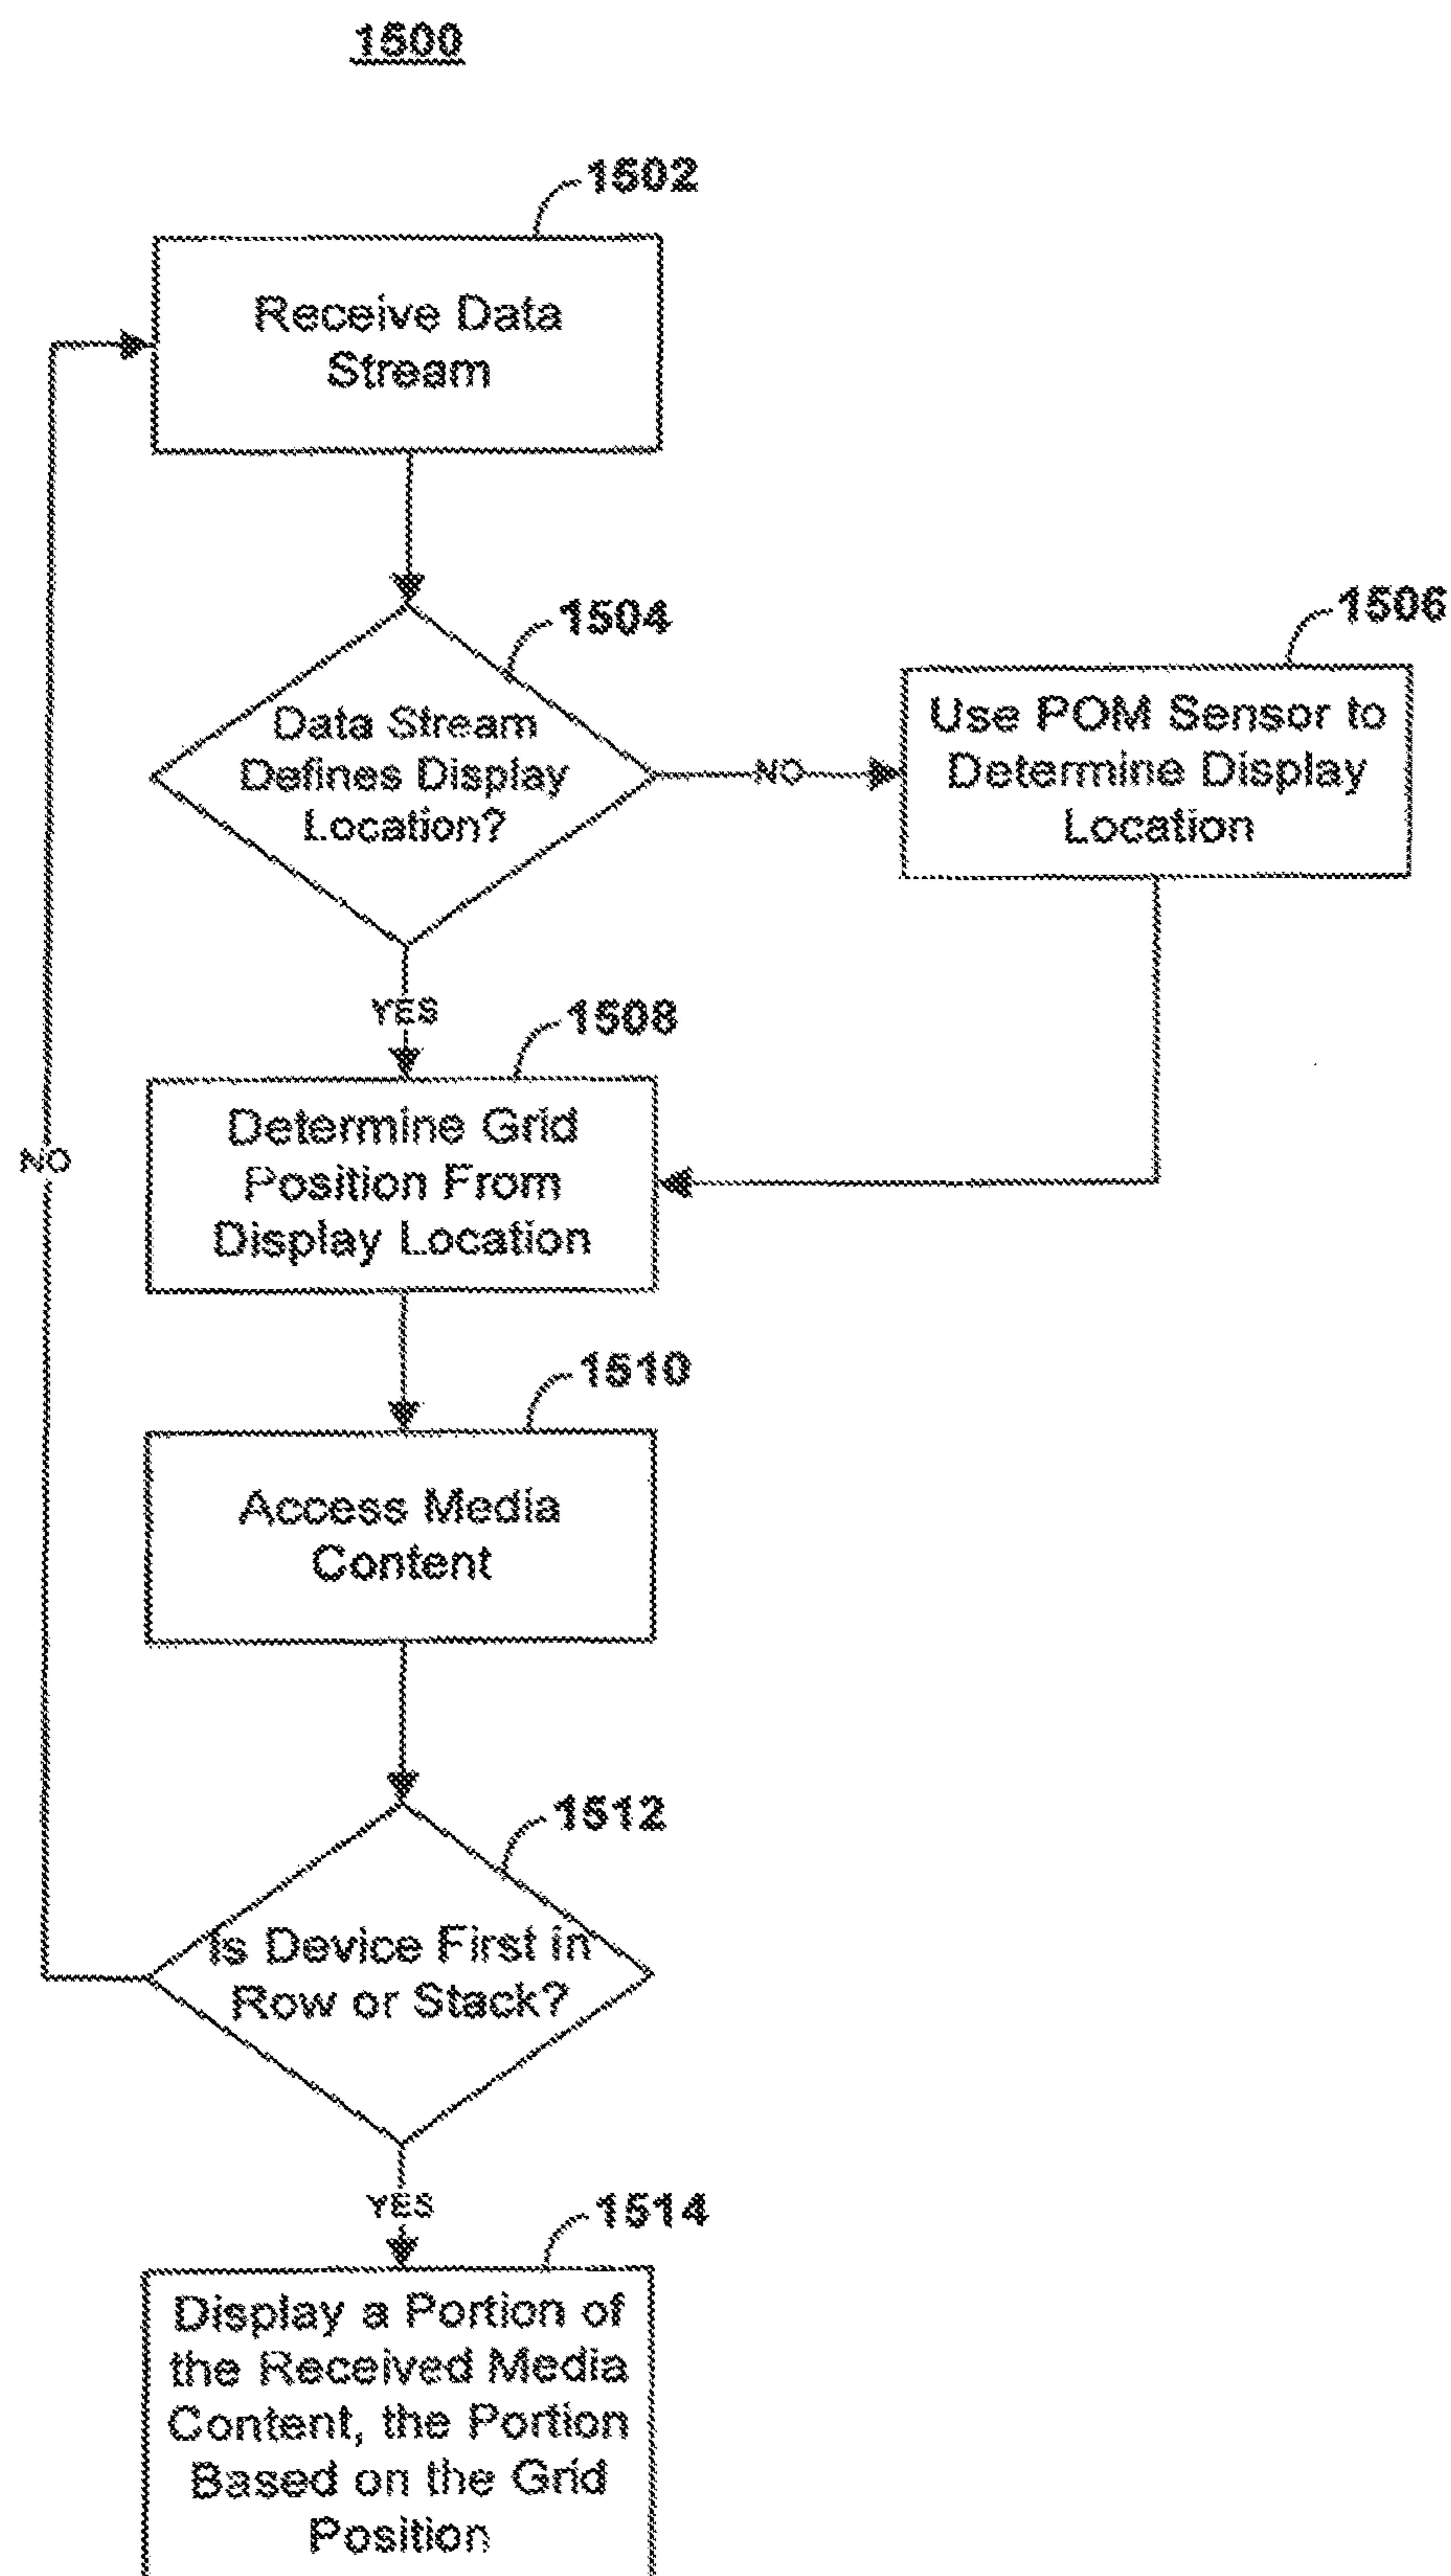 1500
1502
Receive Data
Stream
1504
Data Stream
Defines Display
Location?
NO
1506
Use POM Sensor to
Determine Display
Location
YES
1508
Determine Grid
Position From
Display Location
NO
1510
Access Media
Content
1512
Is Device First in
Row or Stack?
YES
1514
Display a Portion of
the Received Media
Content, the Portion
Based on the Grid
Position